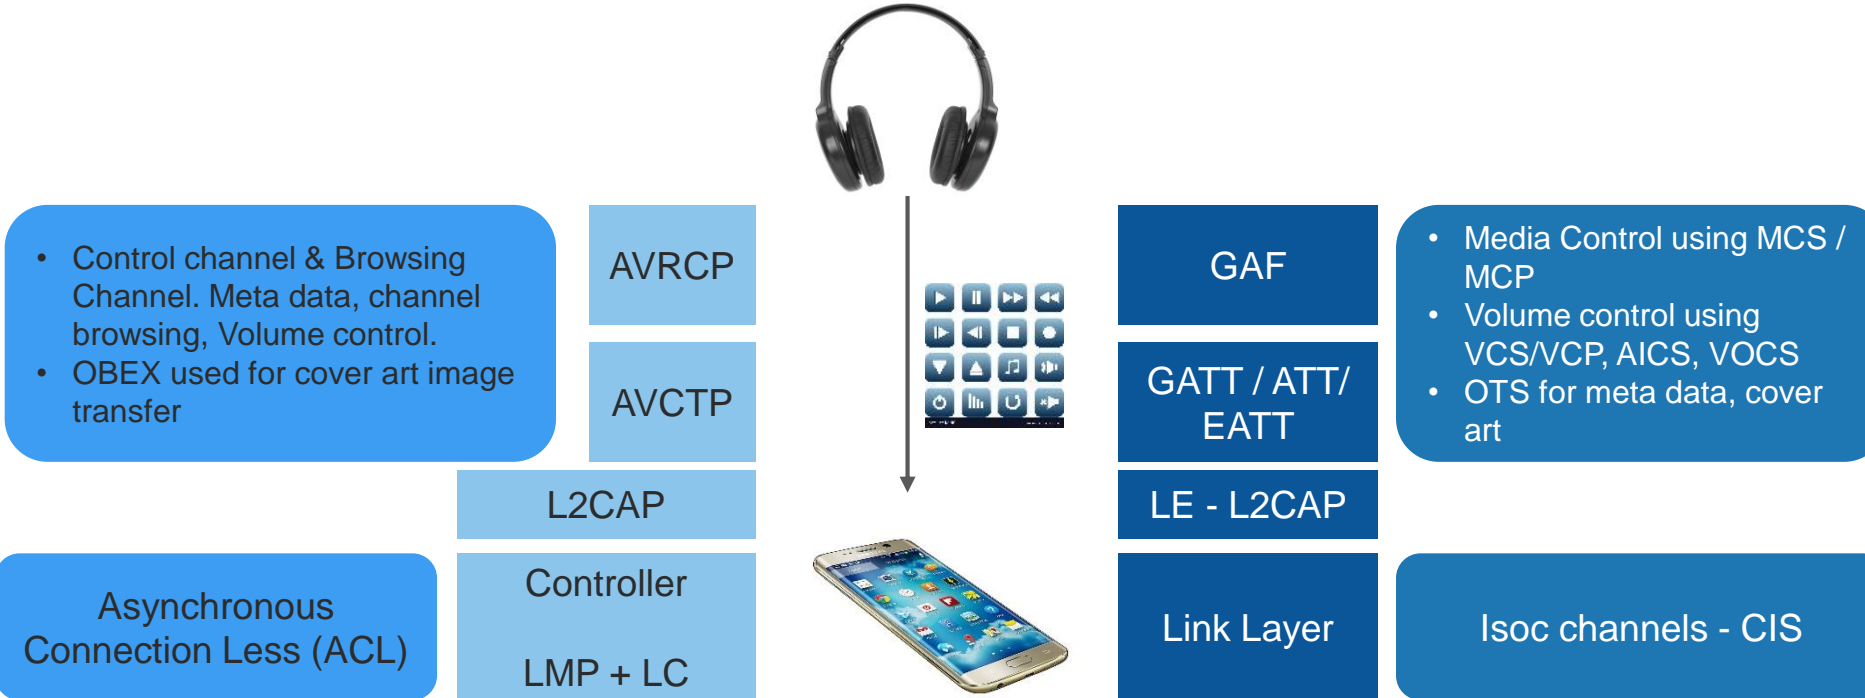 • Control channel & Browsing
Channel. Meta data, channel
browsing, Volume control.
• OBEX used for cover art image
transfer
AVRCP
AVCTP
L2CAP
Asynchronous
Connection Less (ACL)
Controller
LMP + LC
GAF
GATT / ATT/
EATT
LE - L2CAP
Link Layer
• Media Control using MCS /
MCP
• Volume control using
VCS/VCP, AICS, VOCS
• OTS for meta data, cover
art
Isoc channels - CIS